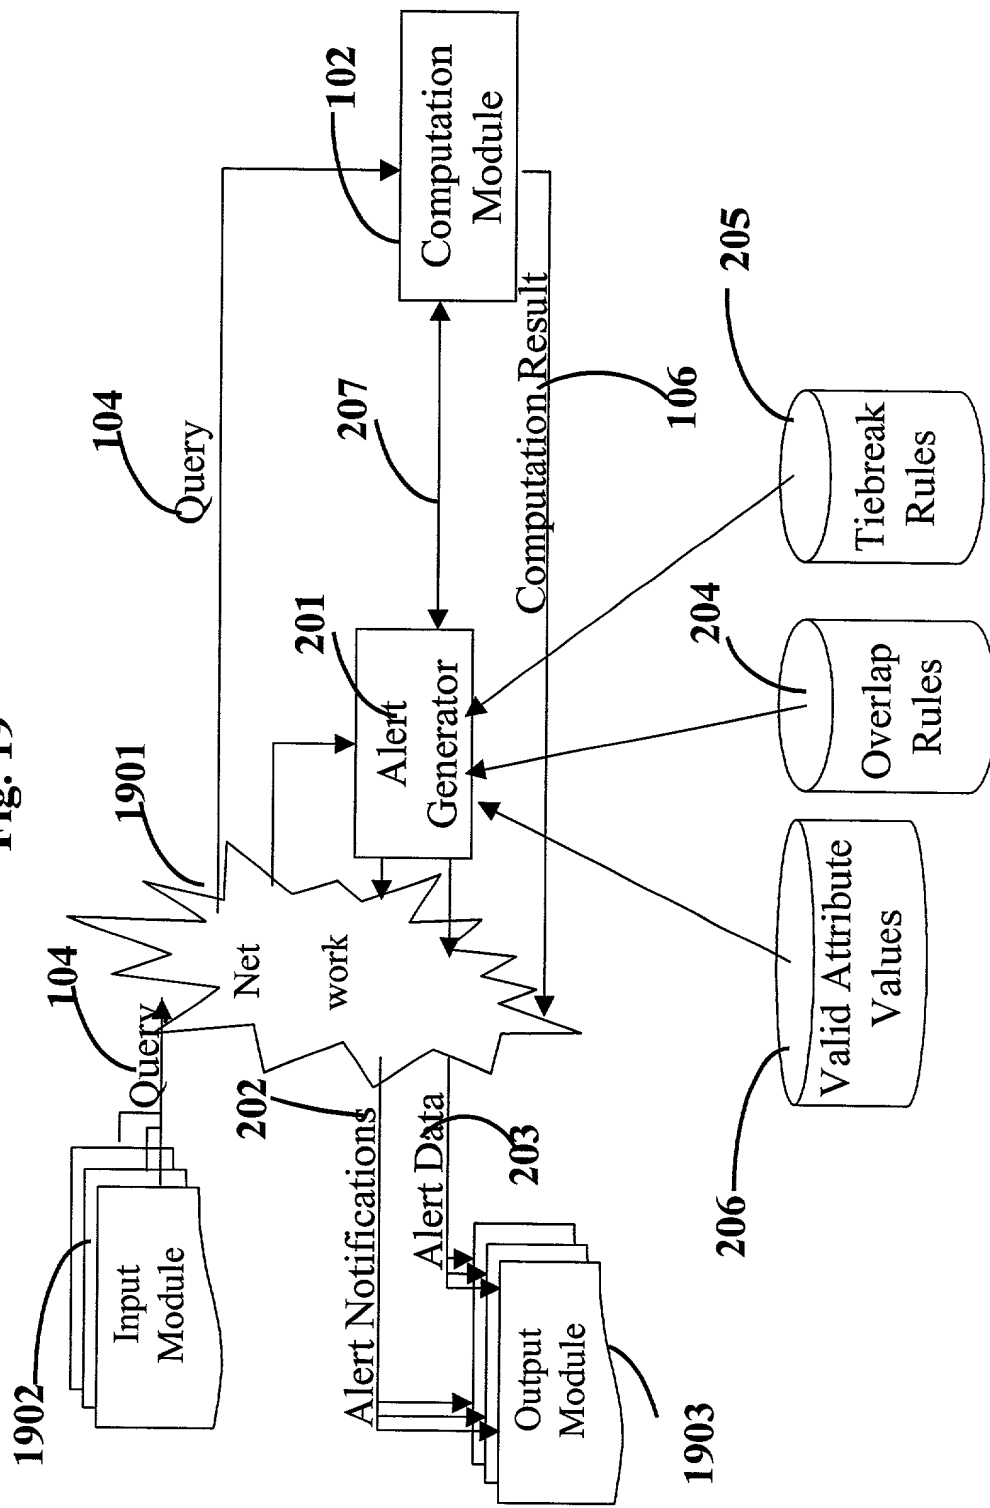 Fig. 19
1902
Input
Module
104
Query
1901
Net
work
104
Query
102
Computation
Module
201
Alert
Generator
207
202
Alert Notifications
Alert Data
203
Computation Result
106
Output
Module
1903
206
Valid Attribute
Values
204
Overlap
Rules
205
Tiebreak
Rules